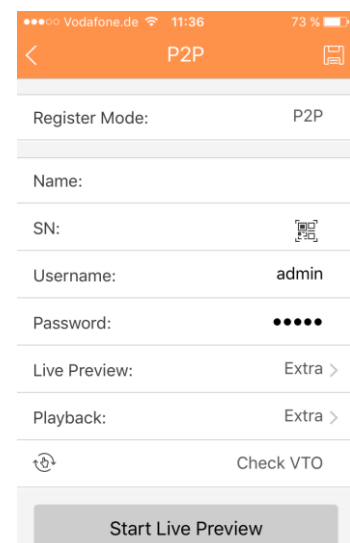 Vodafone.de 11:36 73 %
P2P
Register Mode: P2P
Name:
SN:
Username: admin
Password: •••••
Live Preview: Extra
Playback: Extra
Check VTO
Start Live Preview